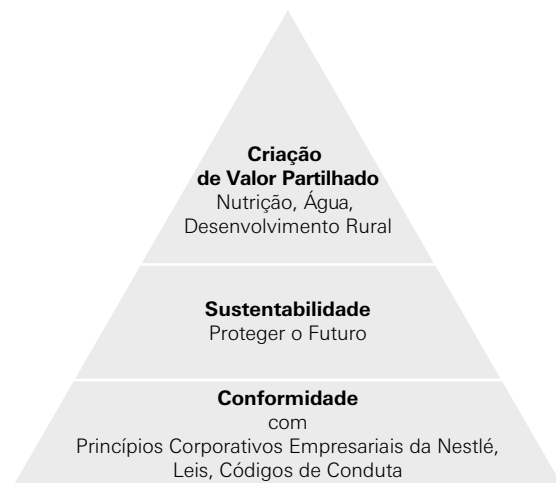 Criação
de Valor Partilhado
Nutrição, Água,
Desenvolvimento Rural
Sustentabilidade
Proteger o Futuro
Conformidade
com
Princípios Corporativos Empresariais da Nestlé,
Leis, Códigos de Conduta